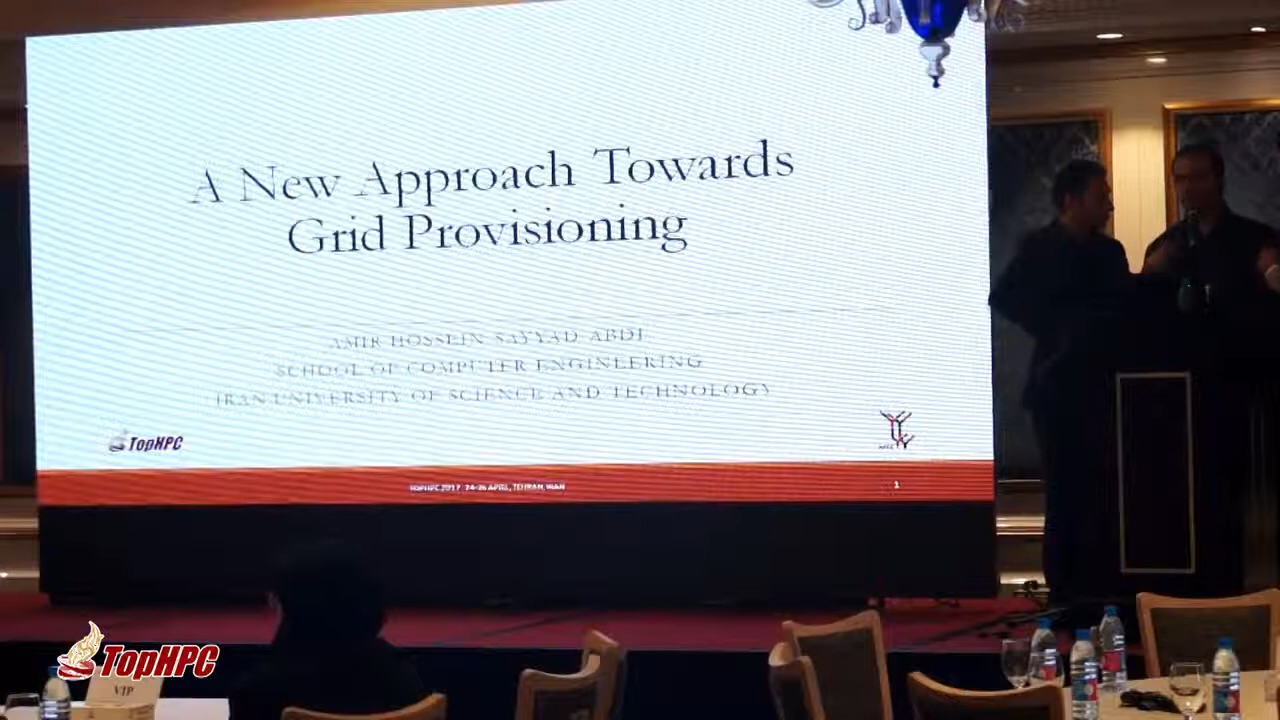 A New Approach Towards
Grid Provisioning
AMIR HOSSEIN SAYYAD ABDI
SCHOOL OF COMPUTER ENGINEERING
IRAN UNIVERSITY OF SCIENCE AND TECHNOLOGY
TopHPC
TOPHPC 2017 24-26 APRIL, TEHRAN, IRAN
1
TopHPC
VIP